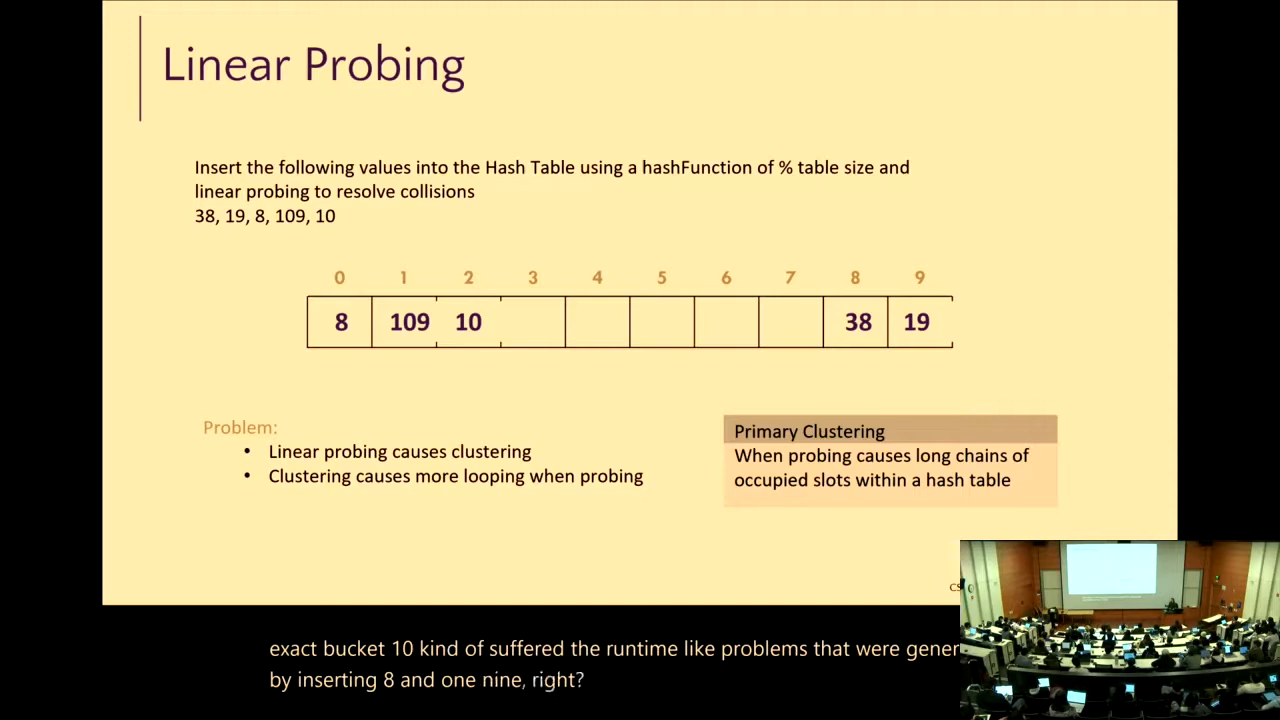 Linear Probing
Insert the following values into the Hash Table using a hashFunction of % table size and
linear probing to resolve collisions
38, 19, 8, 109, 10
0 1 2 3 4 5 6 7 8 9
8 109 10 38 19
Problem:
• Linear probing causes clustering
• Clustering causes more looping when probing
Primary Clustering
When probing causes long chains of
occupied slots within a hash table
exact bucket 10 kind of suffered the runtime like problems that were gener
by inserting 8 and one nine, right?